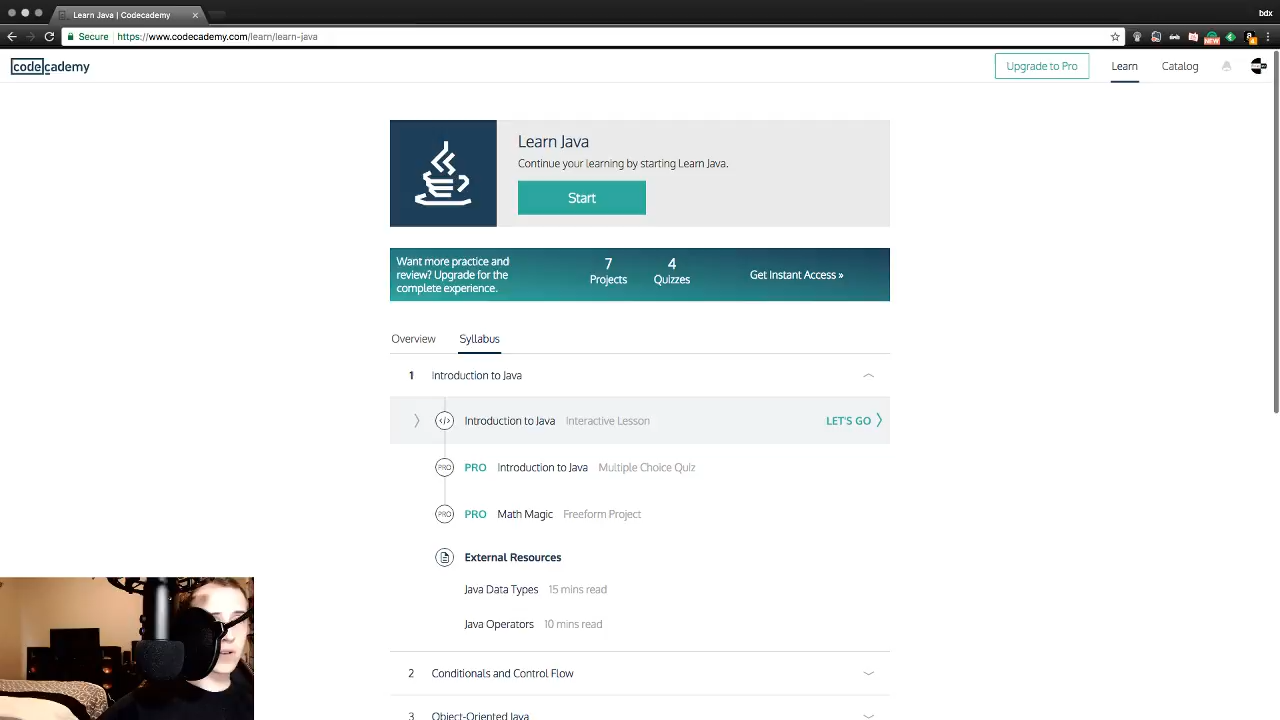 bdx
Learn Java | Codecademy
Secure https://www.codecademy.com/learn/learn-java
NEW
4
codecademy
Upgrade to Pro
Learn
Catalog
Learn Java
Continue your learning by starting Learn Java.
Start
Want more practice and
review? Upgrade for the
complete experience.
7
Projects
4
Quizzes
Get Instant Access »
Overview
Syllabus
1 Introduction to Java
</> Introduction to Java Interactive Lesson LET'S GO
PRO PRO Introduction to Java Multiple Choice Quiz
PRO PRO Math Magic Freeform Project
External Resources
Java Data Types 15 mins read
Java Operators 10 mins read
2 Conditionals and Control Flow
3 Object-Oriented Java